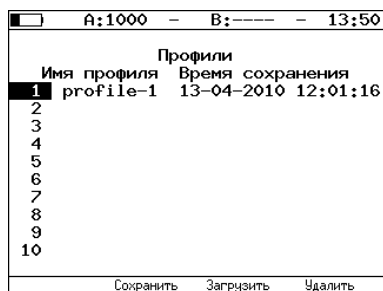 A:1000 – B:---- – 13:50
Профили
Имя профиля Время сохранения
1 profile-1 13-04-2010 12:01:16
2
3
4
5
6
7
8
9
10
Сохранить Загрузить Удалить